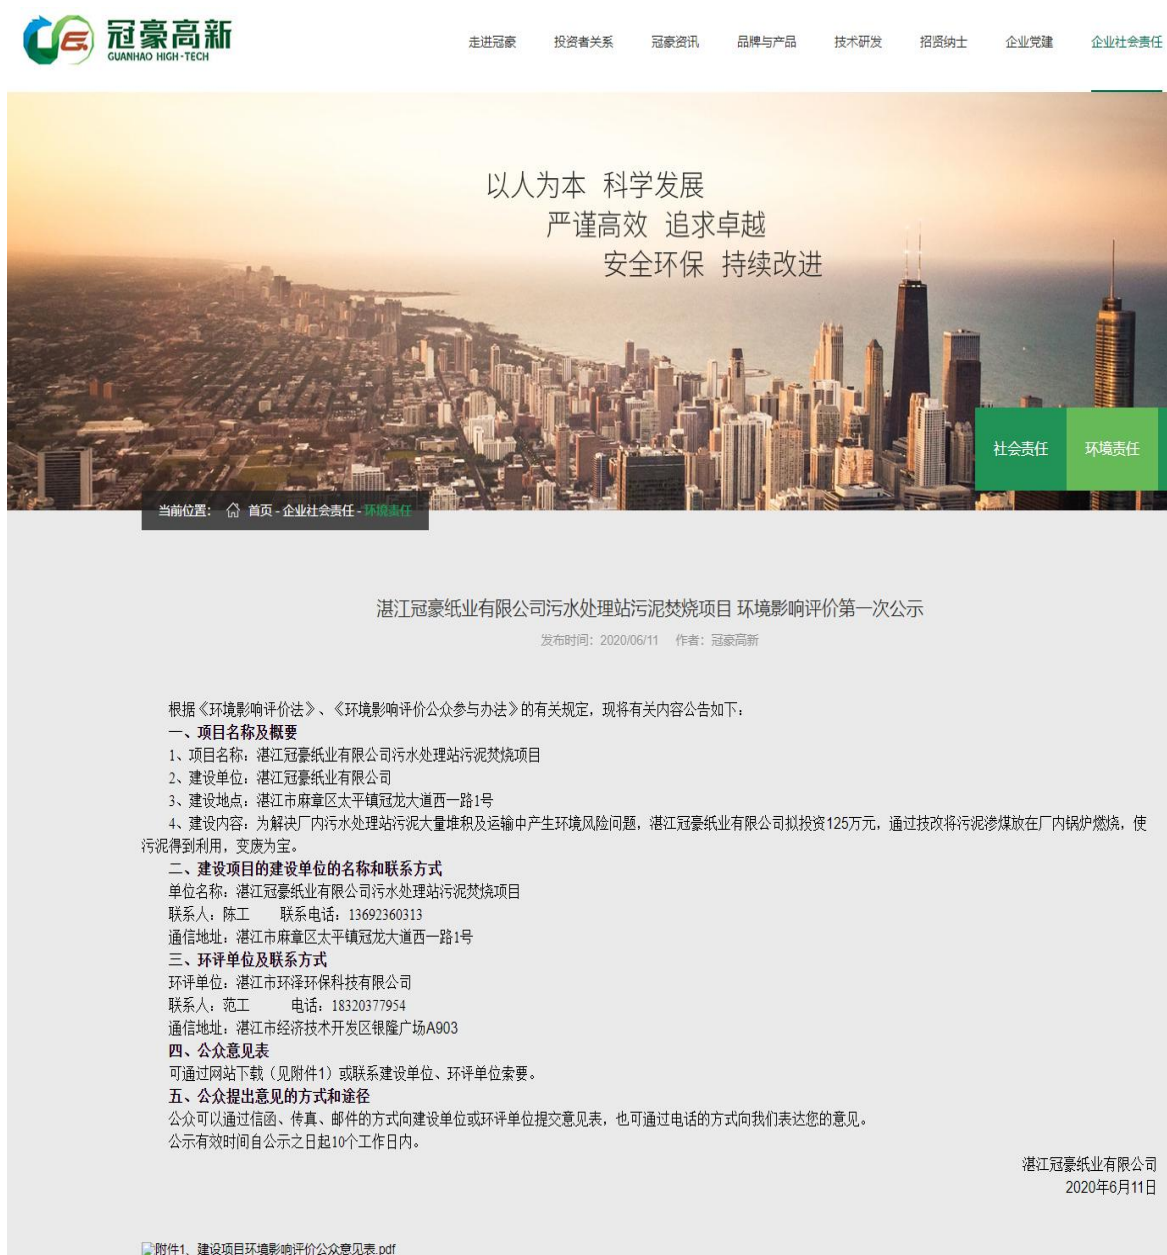 冠豪高新
GUANHAO HIGH-TECH
走进冠豪 投资者关系 冠豪资讯 品牌与产品 技术研发 招贤纳士 企业党建 企业社会责任
以人为本 科学发展
严谨高效 追求卓越
安全环保 持续改进
社会责任 环境责任
当前位置： 首页 - 企业社会责任 - 环境责任
湛江冠豪纸业有限公司污水处理站污泥焚烧项目 环境影响评价第一次公示
发布时间：2020/06/11 作者：冠豪高新
根据《环境影响评价法》、《环境影响评价公众参与办法》的有关规定，现将有关内容公告如下：
一、项目名称及概要
1、项目名称：湛江冠豪纸业有限公司污水处理站污泥焚烧项目
2、建设单位：湛江冠豪纸业有限公司
3、建设地点：湛江市麻章区太平镇冠龙大道西一路1号
4、建设内容：为解决厂内污水处理站污泥大量堆积及运输中产生环境风险问题，湛江冠豪纸业有限公司拟投资125万元，通过技改将污泥渗煤放在厂内锅炉燃烧，使
污泥得到利用，变废为宝。
二、建设项目的建设单位的名称和联系方式
单位名称：湛江冠豪纸业有限公司污水处理站污泥焚烧项目
联系人：陈工 联系电话：13692360313
通信地址：湛江市麻章区太平镇冠龙大道西一路1号
三、环评单位及联系方式
环评单位：湛江市环泽环保科技有限公司
联系人：范工 电话：18320377954
通信地址：湛江市经济技术开发区银隆广场A903
四、公众意见表
可通过网站下载（见附件1）或联系建设单位、环评单位索要。
五、公众提出意见的方式和途径
公众可以通过信函、传真、邮件的方式向建设单位或环评单位提交意见表，也可通过电话的方式向我们表达您的意见。
公示有效时间自公示之日起10个工作日内。
湛江冠豪纸业有限公司
2020年6月11日
附件1、建设项目环境影响评价公众意见表.pdf